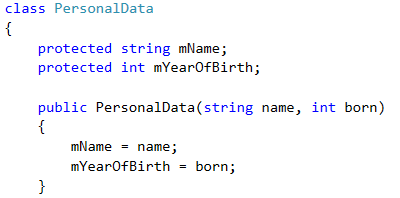 class PersonalData
{
    protected string mName;
    protected int mYearOfBirth;

    public PersonalData(string name, int born)
    {
        mName = name;
        mYearOfBirth = born;
    }